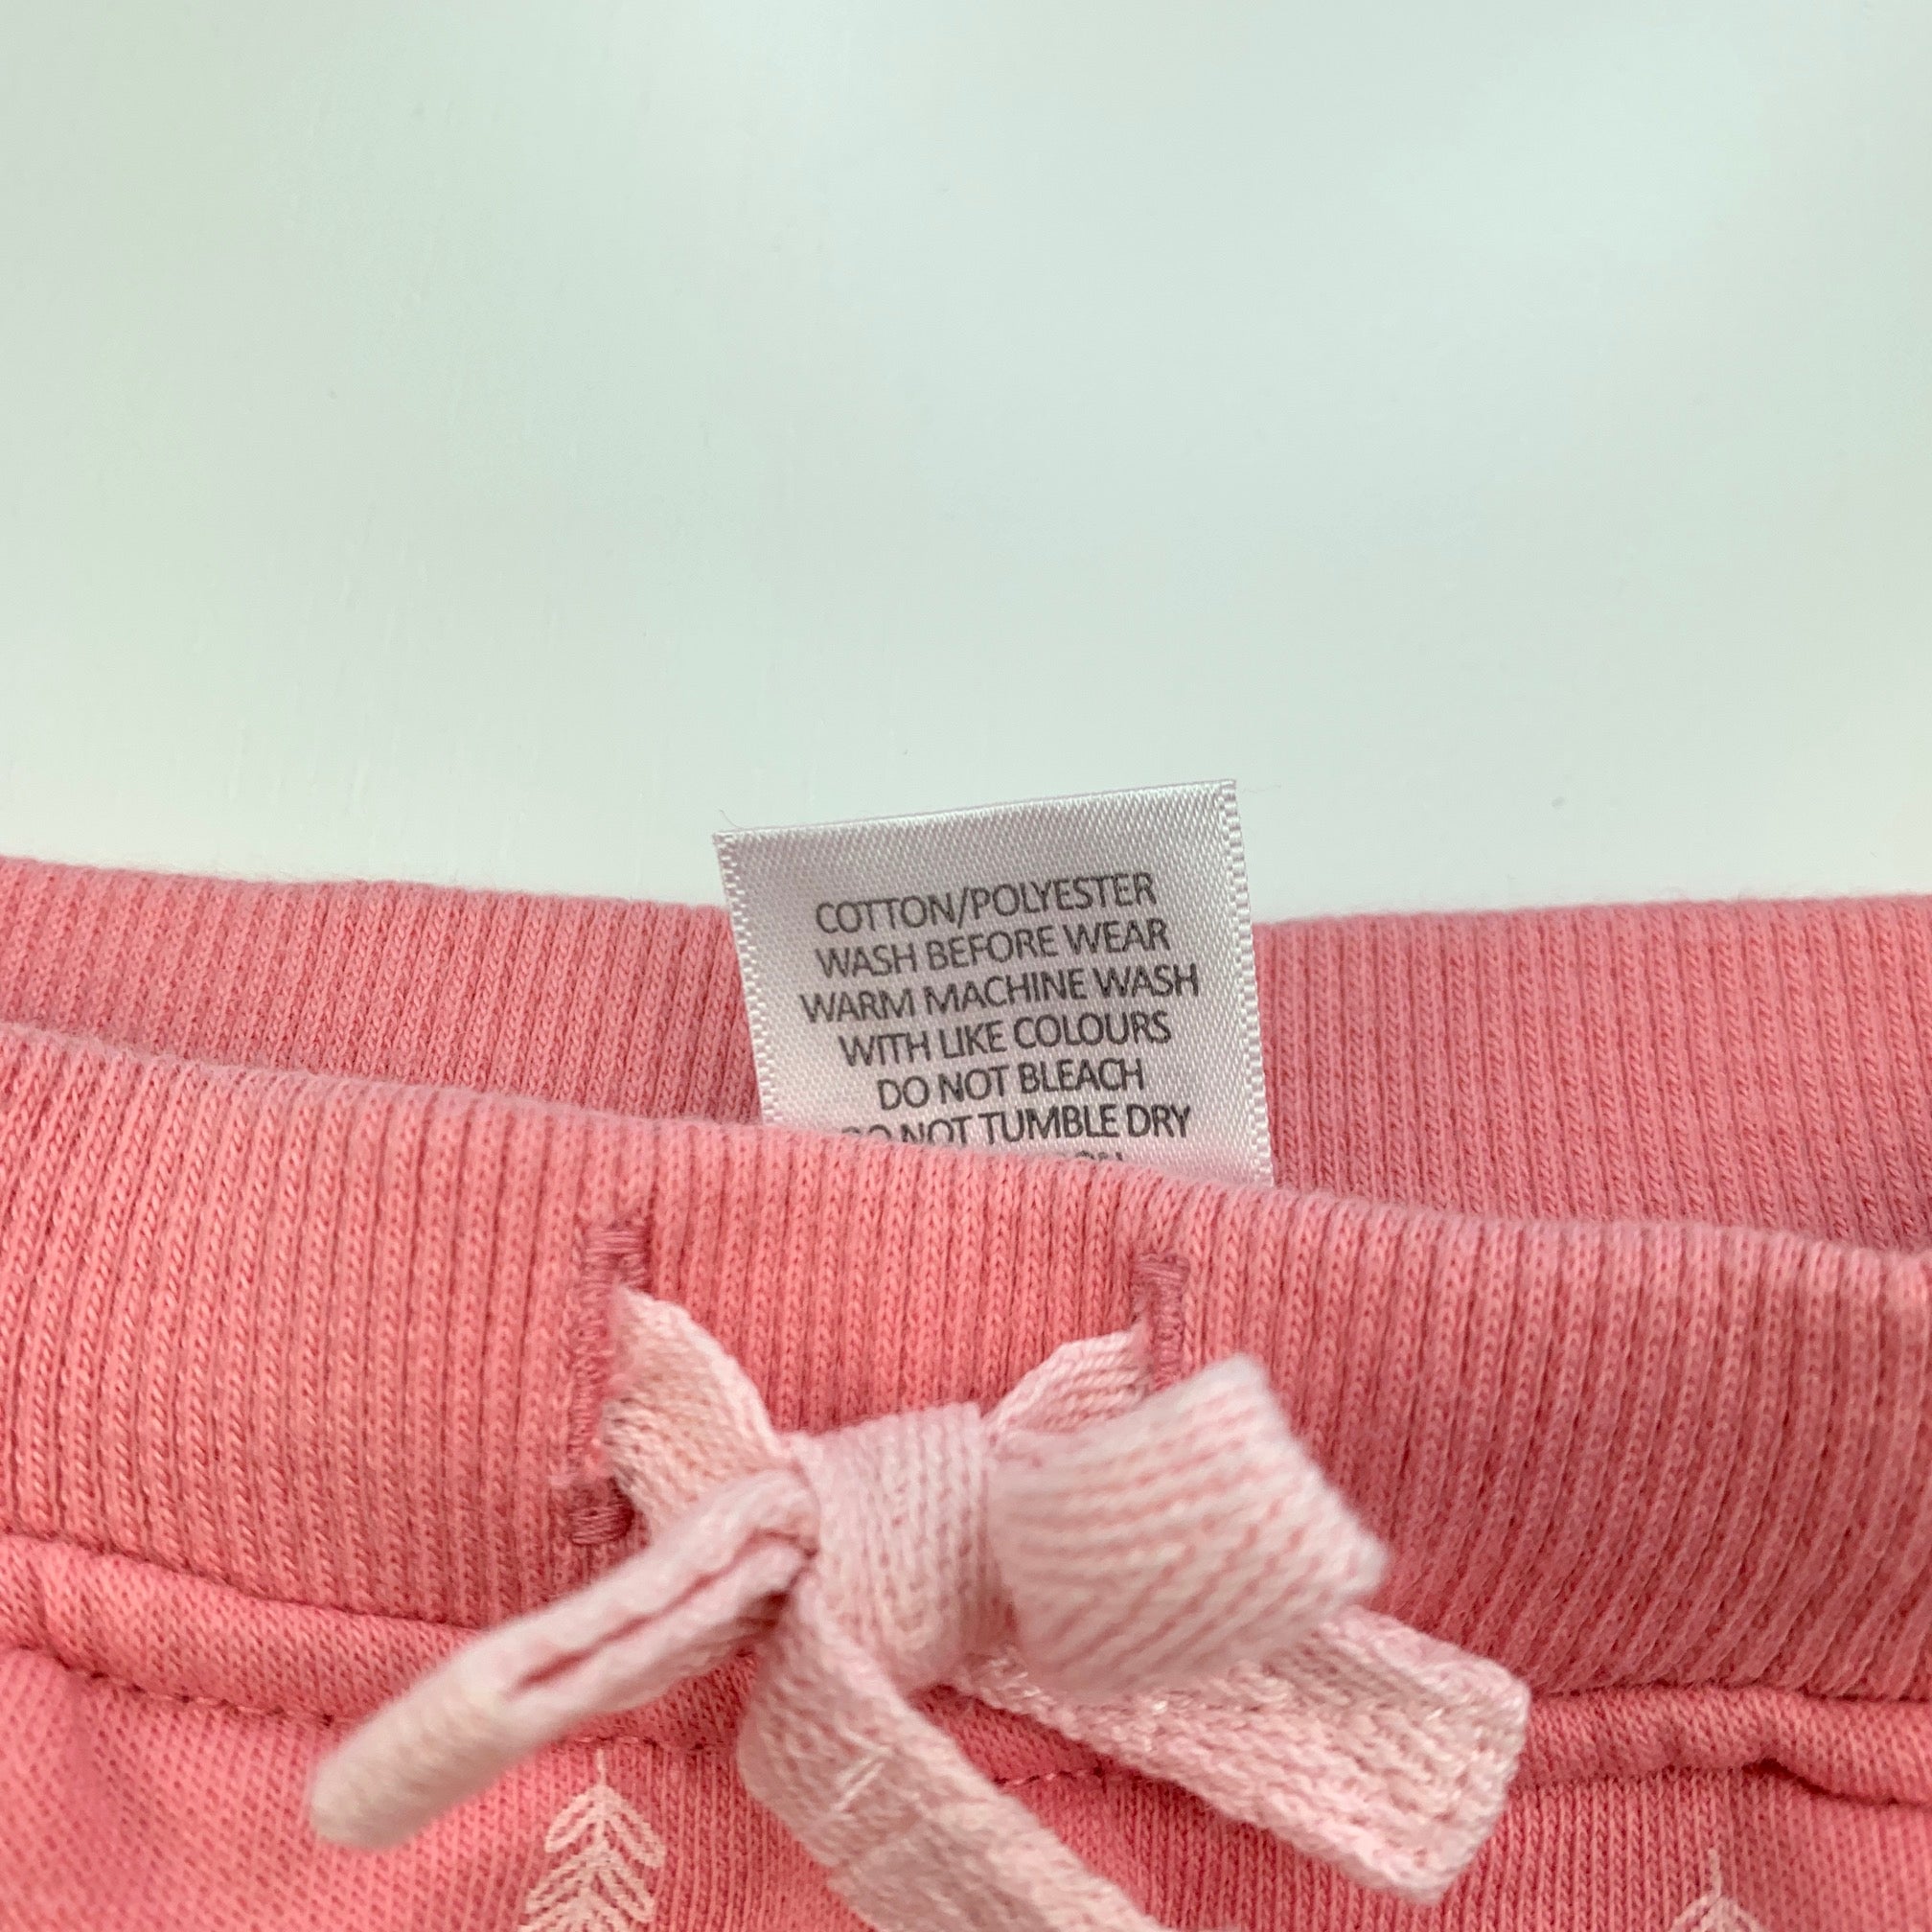 COTTON/POLYESTER
WASH BEFORE WEAR
WARM MACHINE WASH
WITH LIKE COLOURS
DO NOT BLEACH
DO NOT TUMBLE DRY